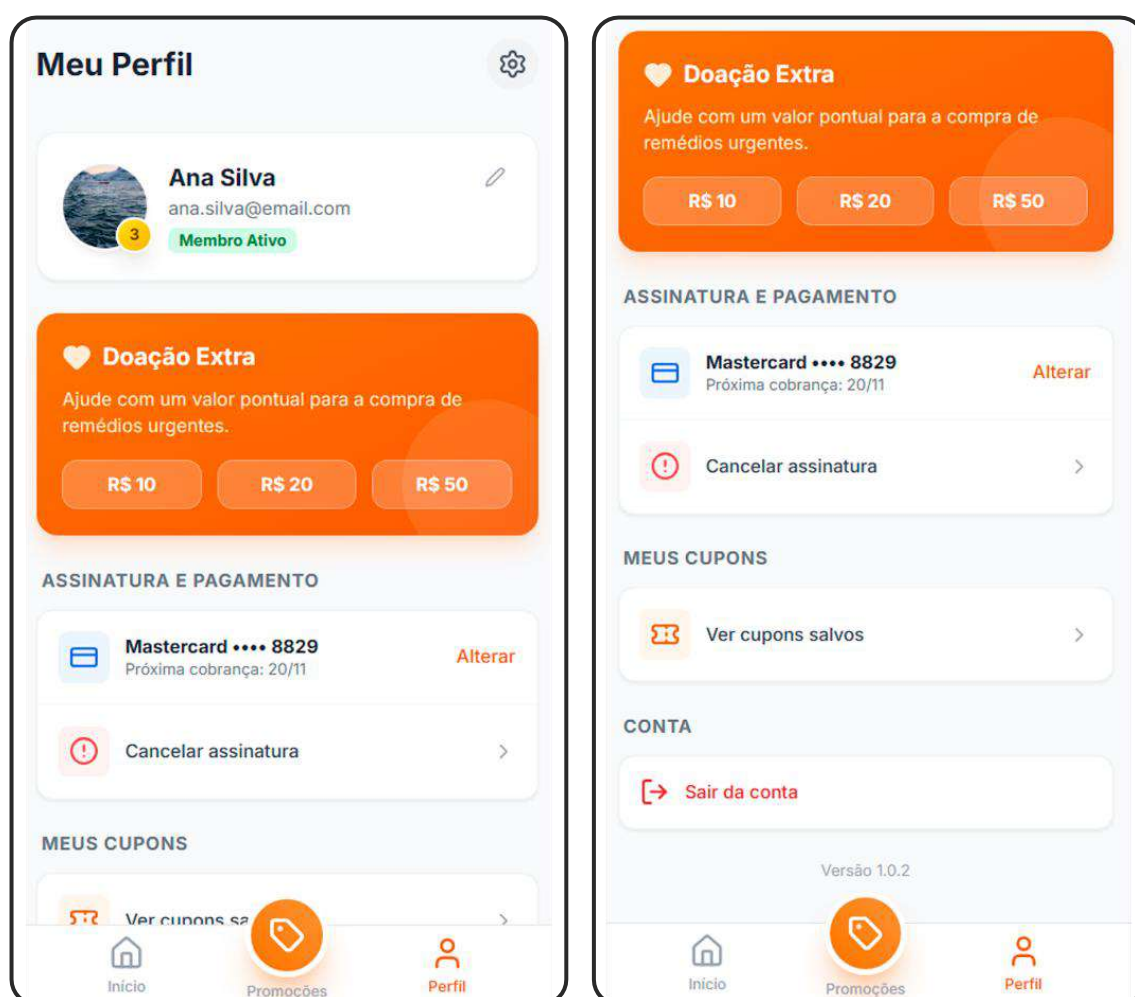 Meu Perfil
Ana Silva
ana.silva@email.com
3
Membro Ativo
Doação Extra
Ajude com um valor pontual para a compra de
remédios urgentes.
R$ 10 R$ 20 R$ 50
ASSINATURA E PAGAMENTO
Mastercard •••• 8829
Próxima cobrança: 20/11
Alterar
Cancelar assinatura
MEUS CUPONS
Ver cupons sa
Início Promoções Perfil
Doação Extra
Ajude com um valor pontual para a compra de
remédios urgentes.
R$ 10 R$ 20 R$ 50
ASSINATURA E PAGAMENTO
Mastercard •••• 8829
Próxima cobrança: 20/11
Alterar
Cancelar assinatura
MEUS CUPONS
Ver cupons salvos
CONTA
Sair da conta
Versão 1.0.2
Início Promoções Perfil